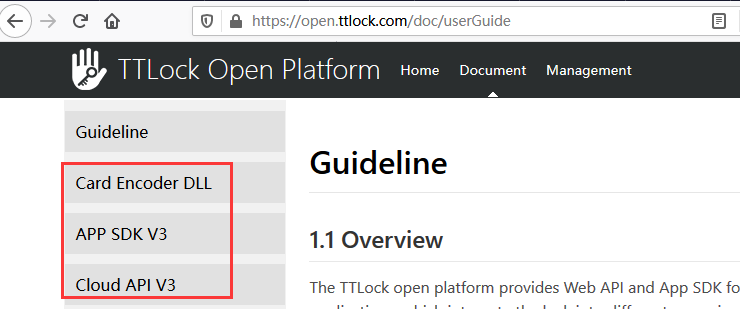 https://open.ttlock.com/doc/userGuide
TTLock Open Platform
Home
Document
Management
Guideline
Card Encoder DLL
APP SDK V3
Cloud API V3
Guideline
1.1 Overview
The TTLock open platform provides Web API and App SDK fo